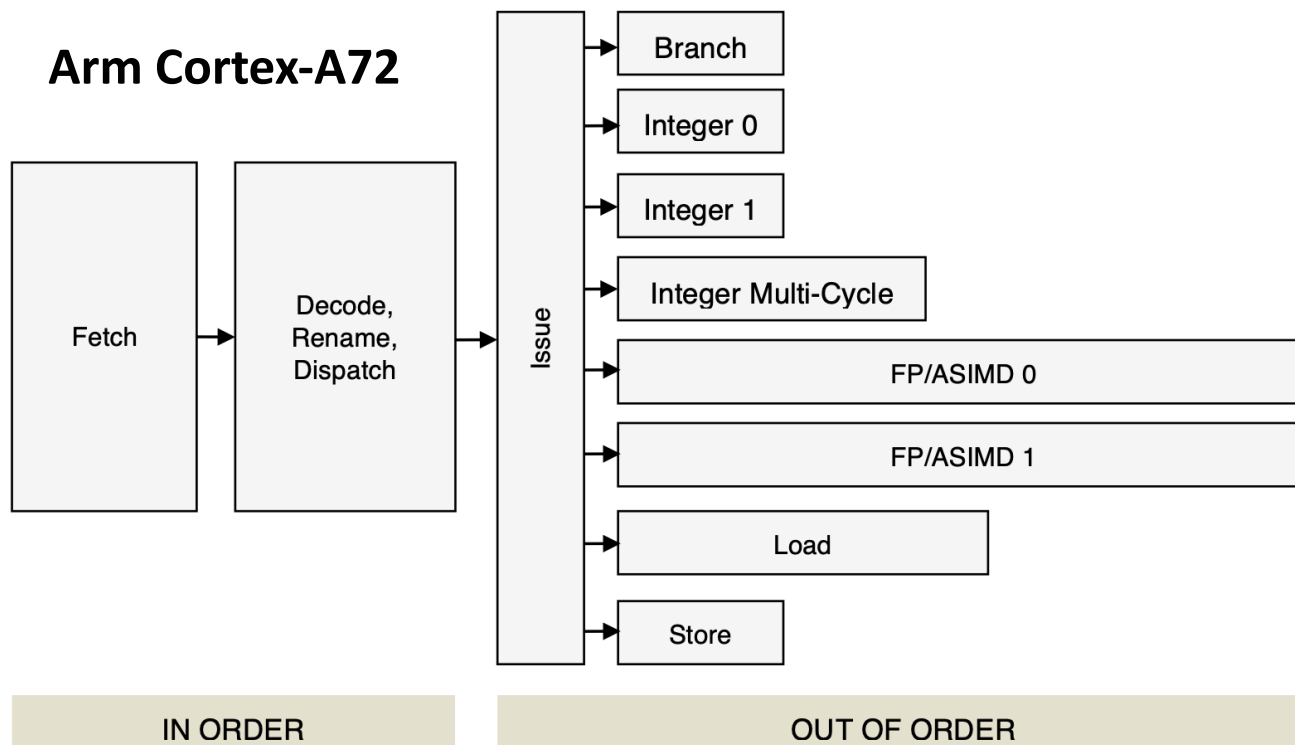 Arm Cortex-A72
Fetch
Decode,
Rename,
Dispatch
Issue
Branch
Integer 0
Integer 1
Integer Multi-Cycle
FP/ASIMD 0
FP/ASIMD 1
Load
Store
IN ORDER
OUT OF ORDER